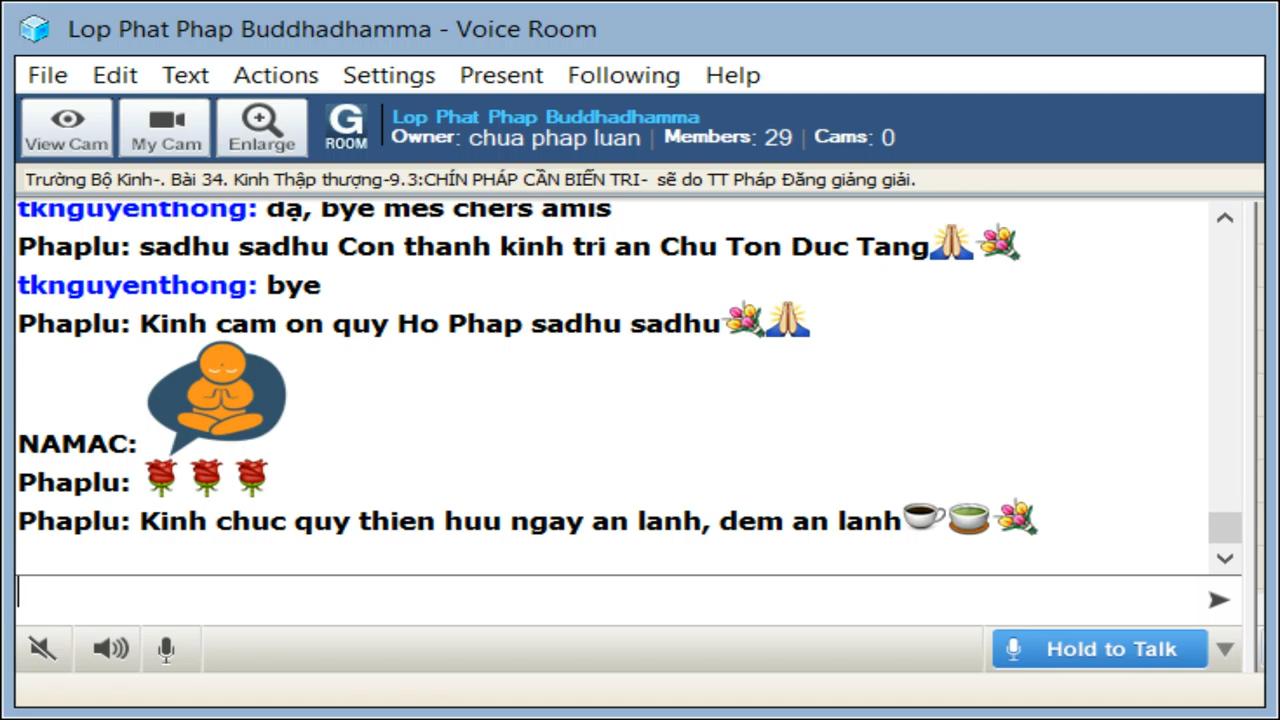 Lop Phat Phap Buddhadhamma - Voice Room
File Edit Text Actions Settings Present Following Help
View Cam My Cam Enlarge G ROOM
Lop Phat Phap Buddhadhamma
Owner: chua phap luan | Members: 29 | Cams: 0
Trường Bộ Kinh-. Bài 34. Kinh Thập thượng-9.3:CHÍN PHÁP CẦN BIẾN TRI- sẽ do TT Pháp Đăng giảng giải.
tknguyenthong: dạ, bye mes chers amis
Phaplu: sadhu sadhu Con thanh kinh tri an Chu Ton Duc Tang🙏💐
tknguyenthong: bye
Phaplu: Kinh cam on quy Ho Phap sadhu sadhu💐🙏
NAMAC:
Phaplu: 🌹🌹🌹
Phaplu: Kinh chuc quy thien huu ngay an lanh, dem an lanh☕🍵💐
Hold to Talk